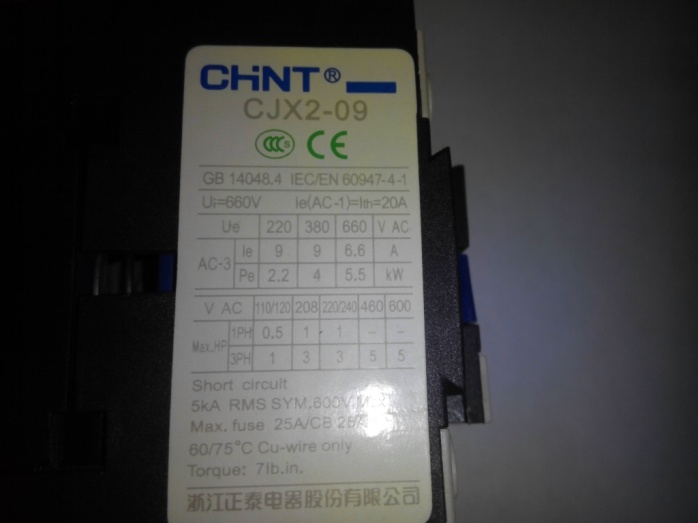 CHiNT®
CJX2-09
CCC S CE
GB 14048.4 IEC/EN 60947-4-1
Ui=660V Ie(AC-1)=Ith=20A
Ue 220 380 660 V AC
AC-3 Ie 9 9 6.6 A
Pe 2.2 4 5.5 kW
V AC 110/120 208 220/240 460 600
Max.HP 1PH 0.5 1 1 – –
3PH 1 3 3 5 5
Short circuit
5kA RMS SYM.600V
Max. fuse 25A/CB
60/75°C Cu-wire only
Torque: 7lb.in.
浙江正泰电器股份有限公司